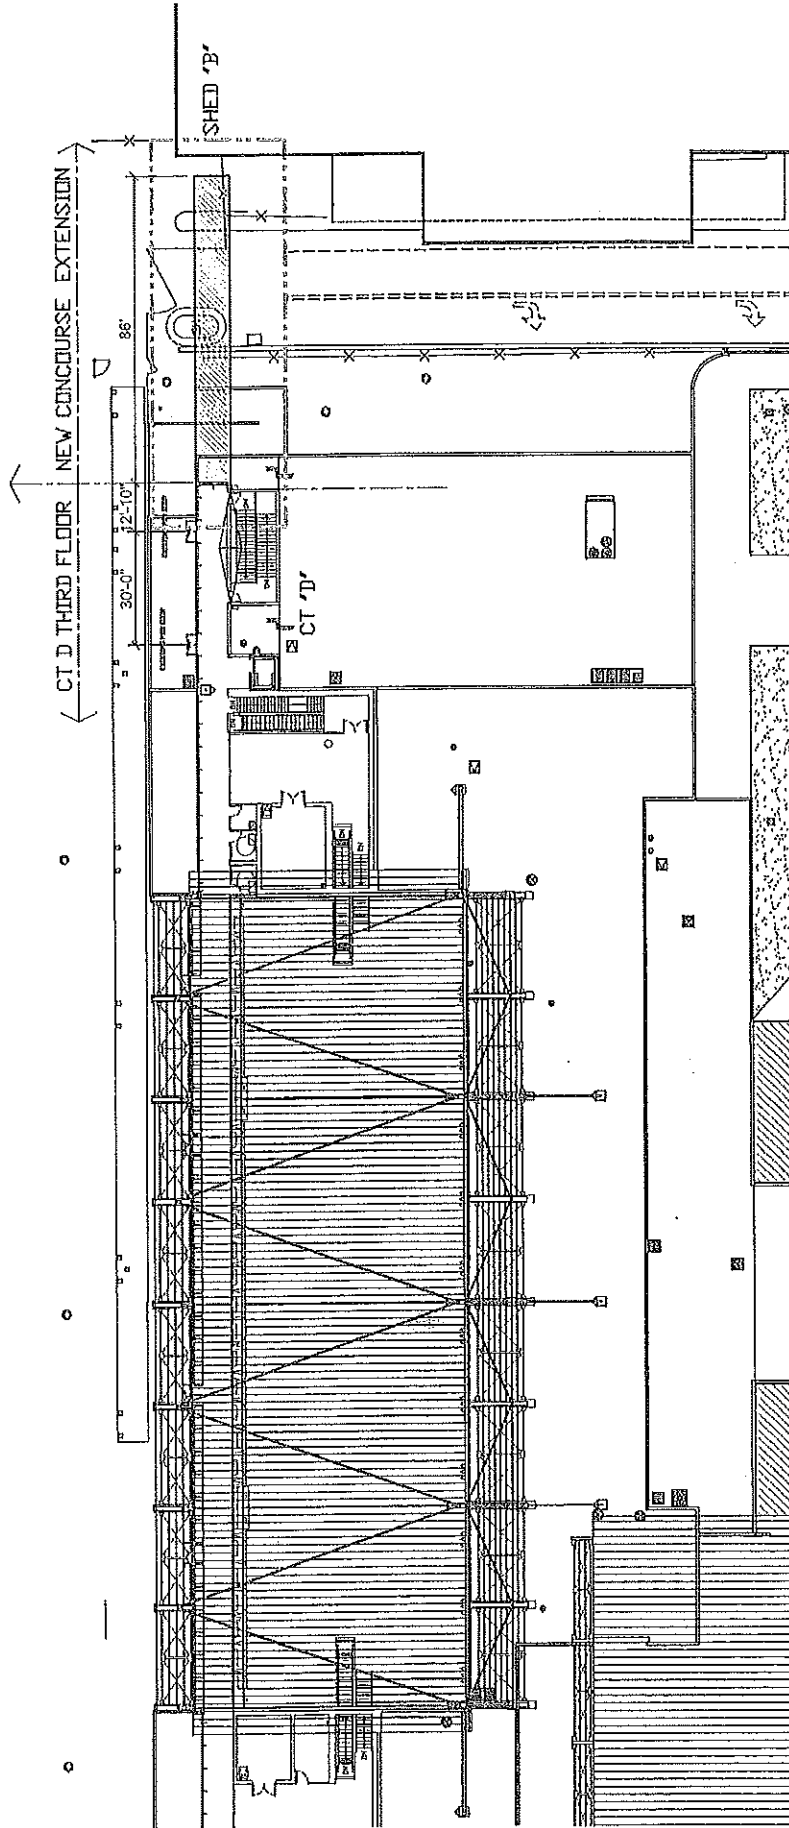 SHED "B"
CT D THIRD FLOOR NEW CONCOURSE EXTENSION
86'
12'-10"
30'-0"
CT "D"